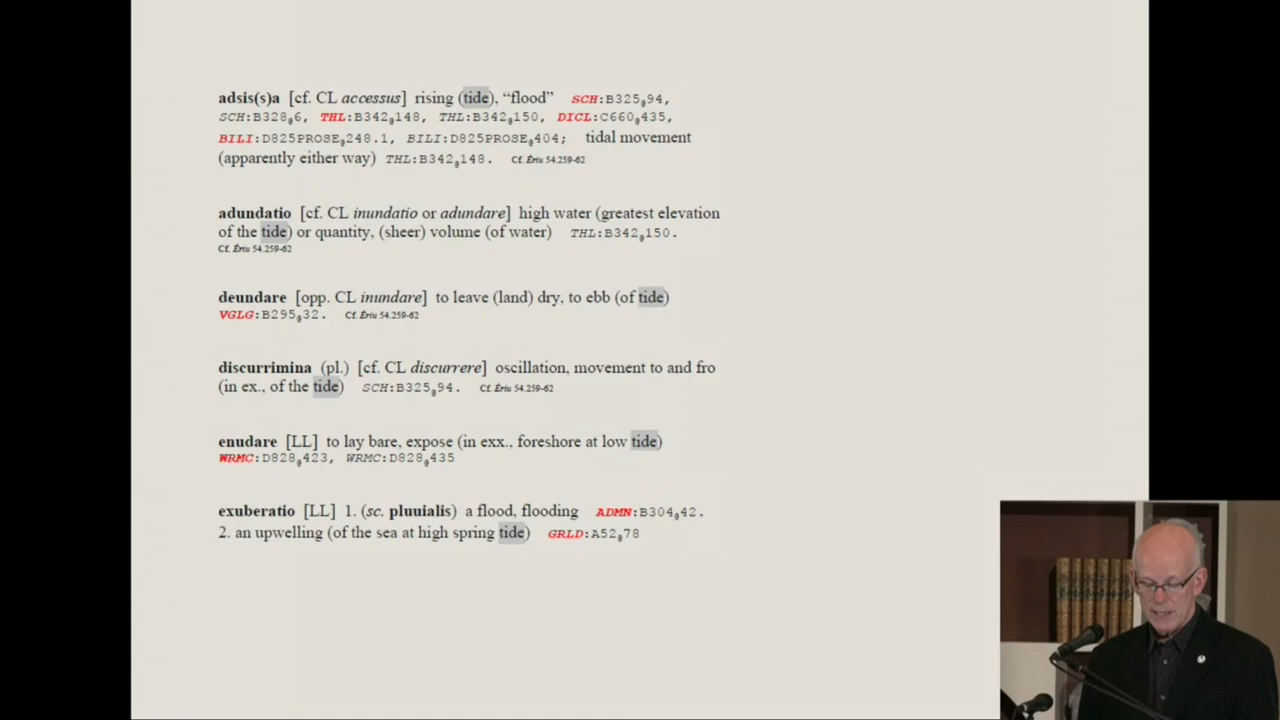 adsis(s)a [cf. CL accessus] rising (tide), “flood” SCH:B325§94,
SCH:B328§6, THL:B342§148, THL:B342§150, DICL:C660§435,
BILI:D825PROSE§248.1, BILI:D825PROSE§404; tidal movement
(apparently either way) THL:B342§148. Cf. Ériu 54.259-62
adundatio [cf. CL inundatio or adundare] high water (greatest elevation
of the tide) or quantity, (sheer) volume (of water) THL:B342§150.
Cf. Ériu 54.259-62
deundare [opp. CL inundare] to leave (land) dry, to ebb (of tide)
VGLG:B295§32. Cf. Ériu 54.259-62
discurrimina (pl.) [cf. CL discurrere] oscillation, movement to and fro
(in ex., of the tide) SCH:B325§94. Cf. Ériu 54.259-62
enudare [LL] to lay bare, expose (in exx., foreshore at low tide)
WRMC:D828§423, WRMC:D828§435
exuberatio [LL] 1. (sc. pluuialis) a flood, flooding ADMN:B304§42.
2. an upwelling (of the sea at high spring tide) GRLD:A52§78